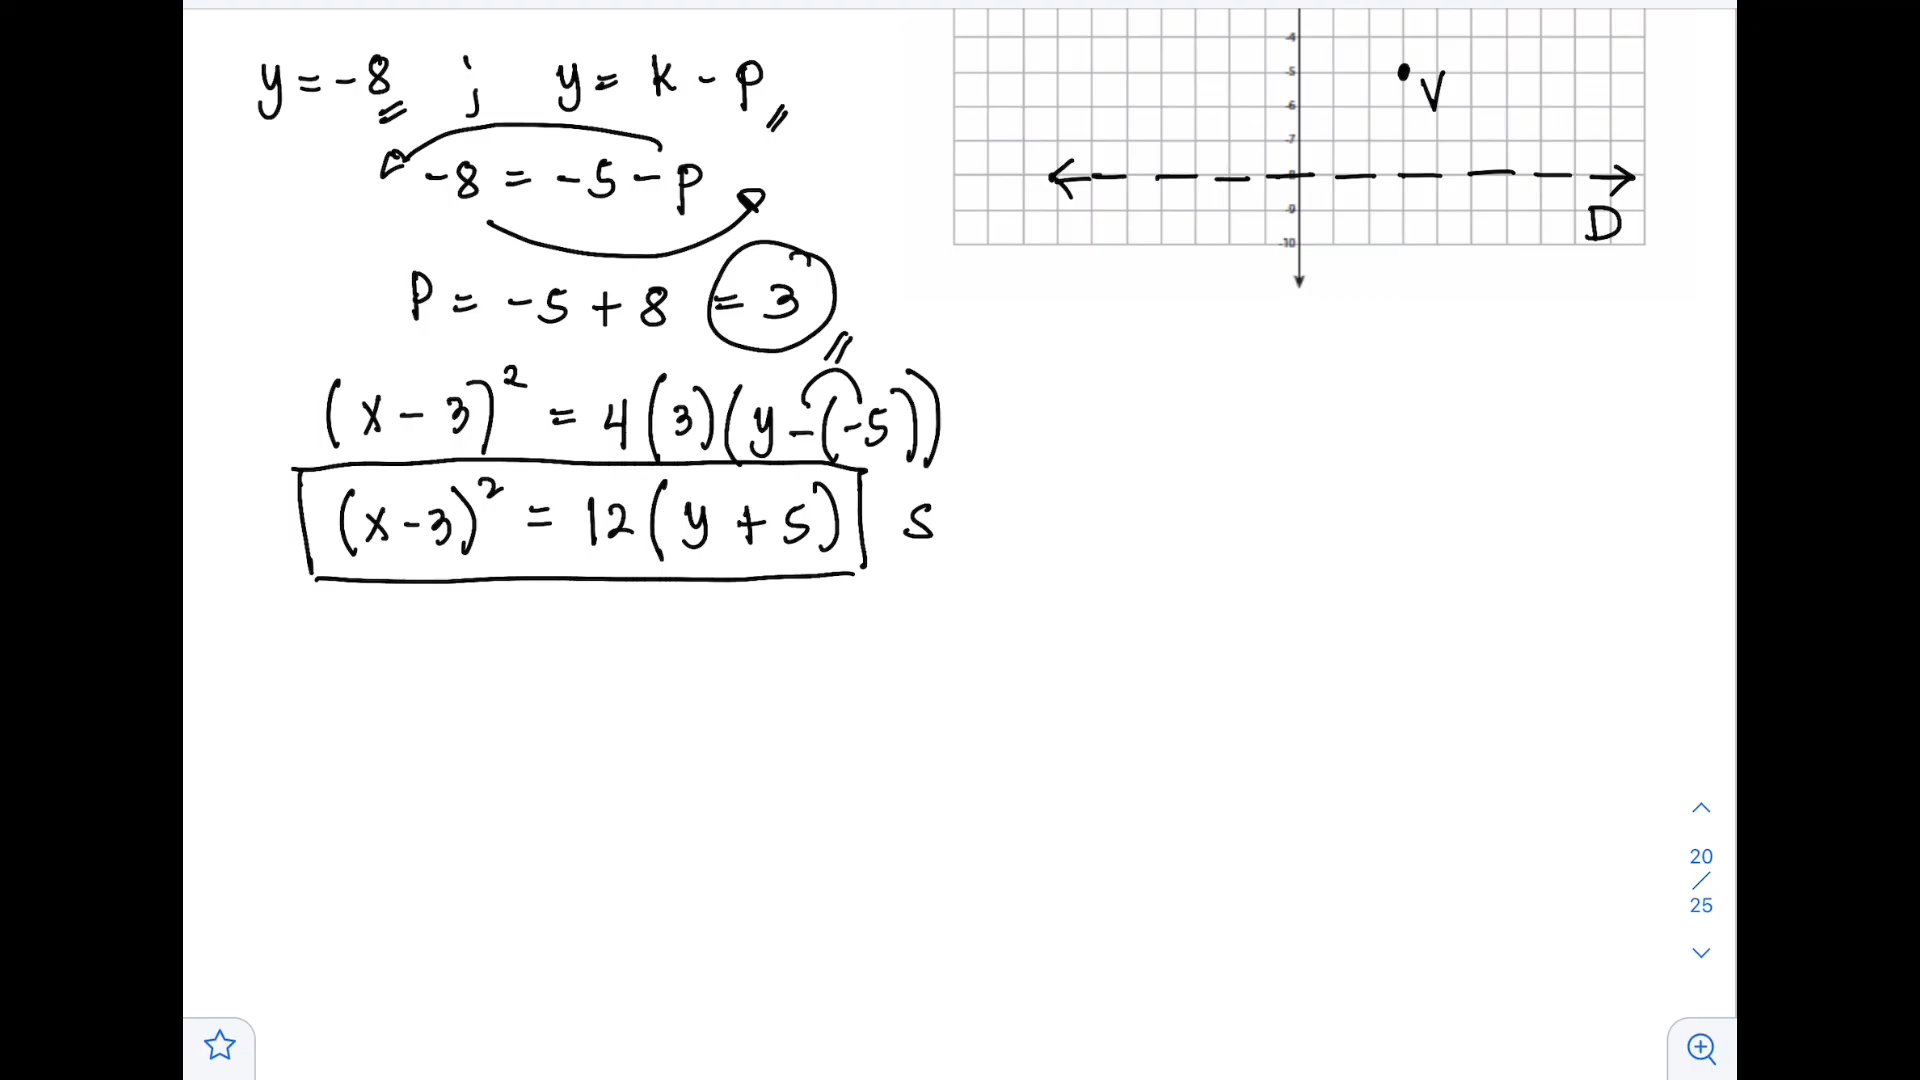 y = -8 ; y = k - p
-8 = -5 - p
p = -5 + 8 = 3
(x - 3)² = 4(3)(y - (-5))
(x - 3)² = 12(y + 5) S
-4
-5
V
-6
-7
-8
-9
D
-10
20
/
25